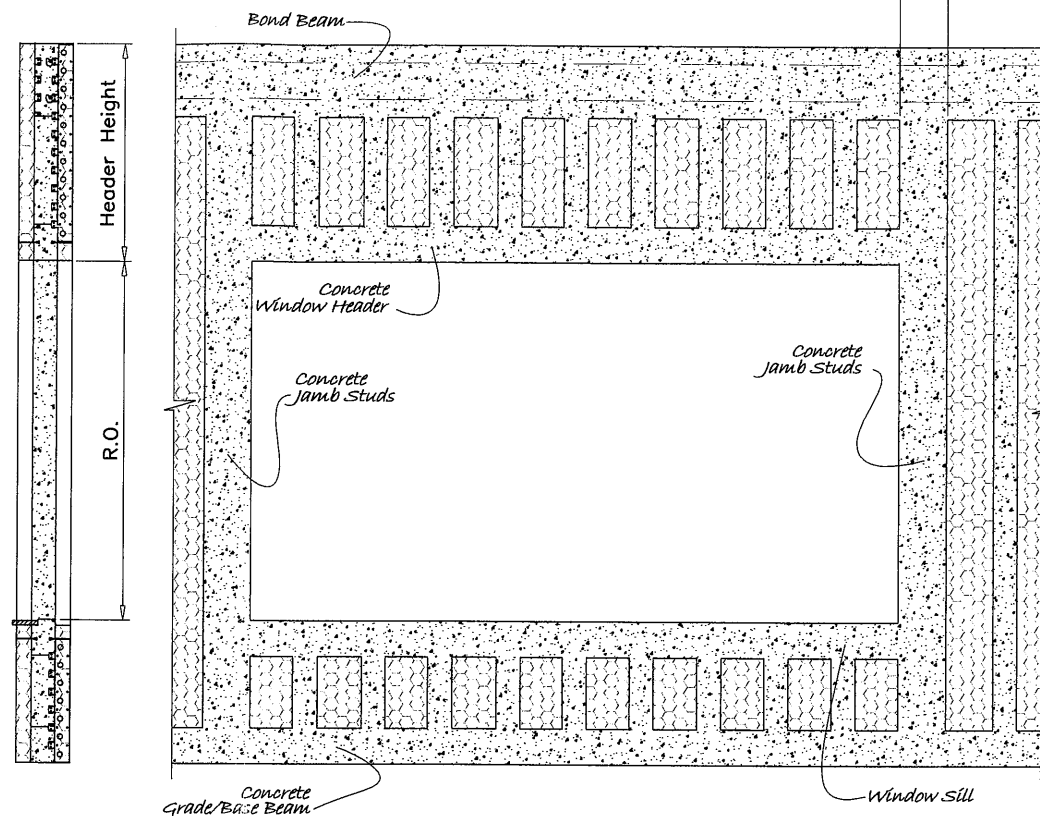 Bond Beam
Header Height
Concrete
Window Header
Concrete
Jamb Studs
Concrete
Jamb Studs
R.O.
Concrete
Grade/Base Beam
Window Sill